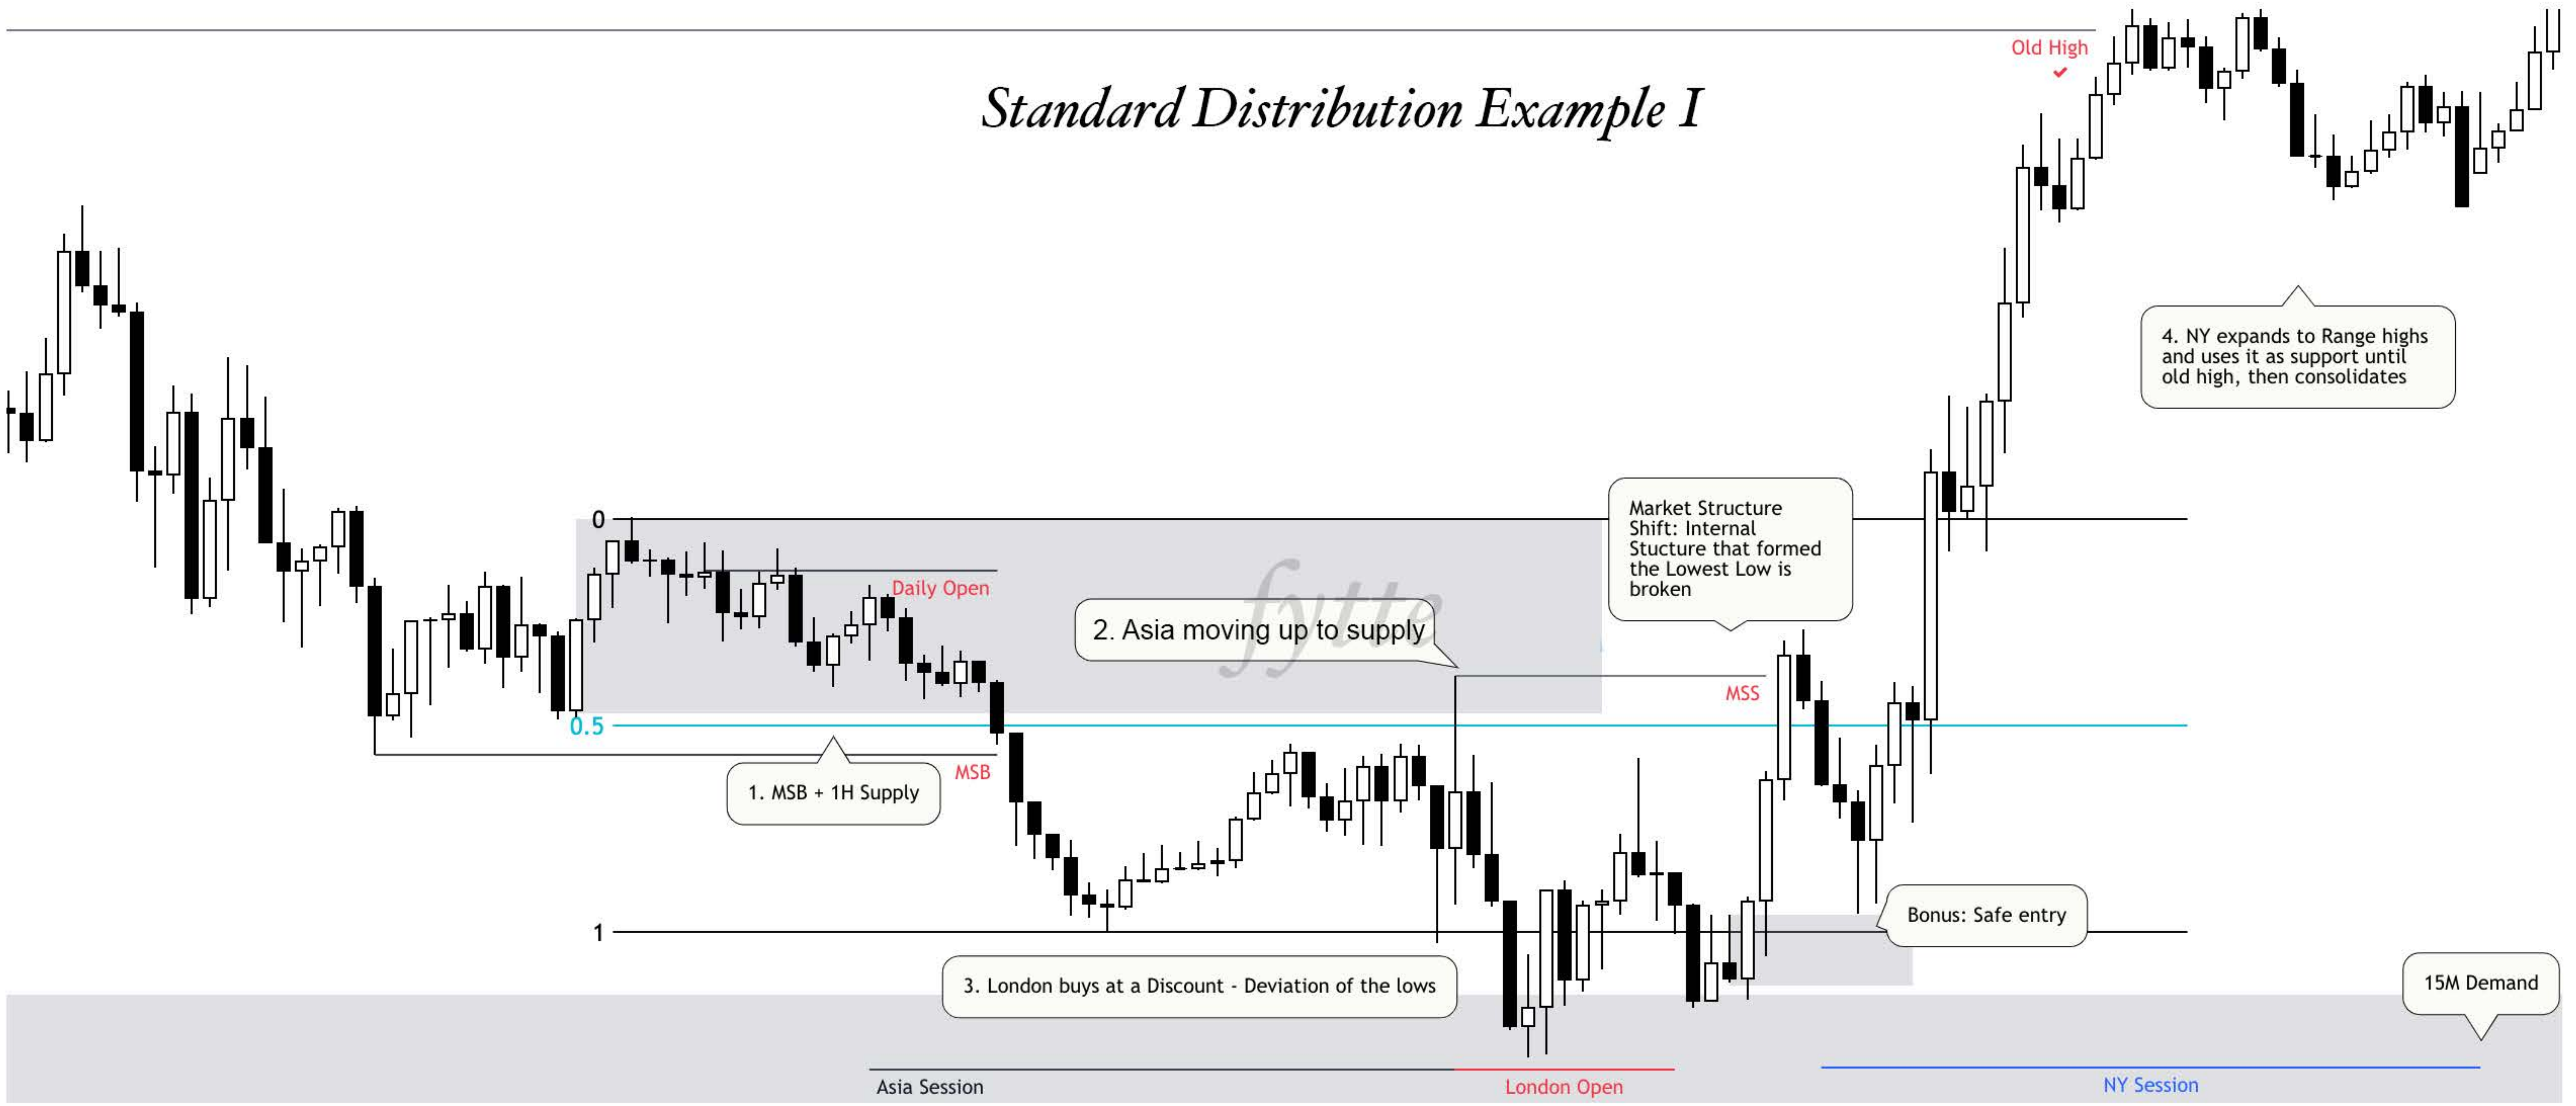 Old High
Standard Distribution Example I
4. NY expands to Range highs
and uses it as support until
old high, then consolidates
0
Daily Open
fytte
2. Asia moving up to supply
Market Structure
Shift: Internal
Stucture that formed
the Lowest Low is
broken
MSS
0.5
MSB
1. MSB + 1H Supply
1
Bonus: Safe entry
3. London buys at a Discount - Deviation of the lows
15M Demand
Asia Session
London Open
NY Session